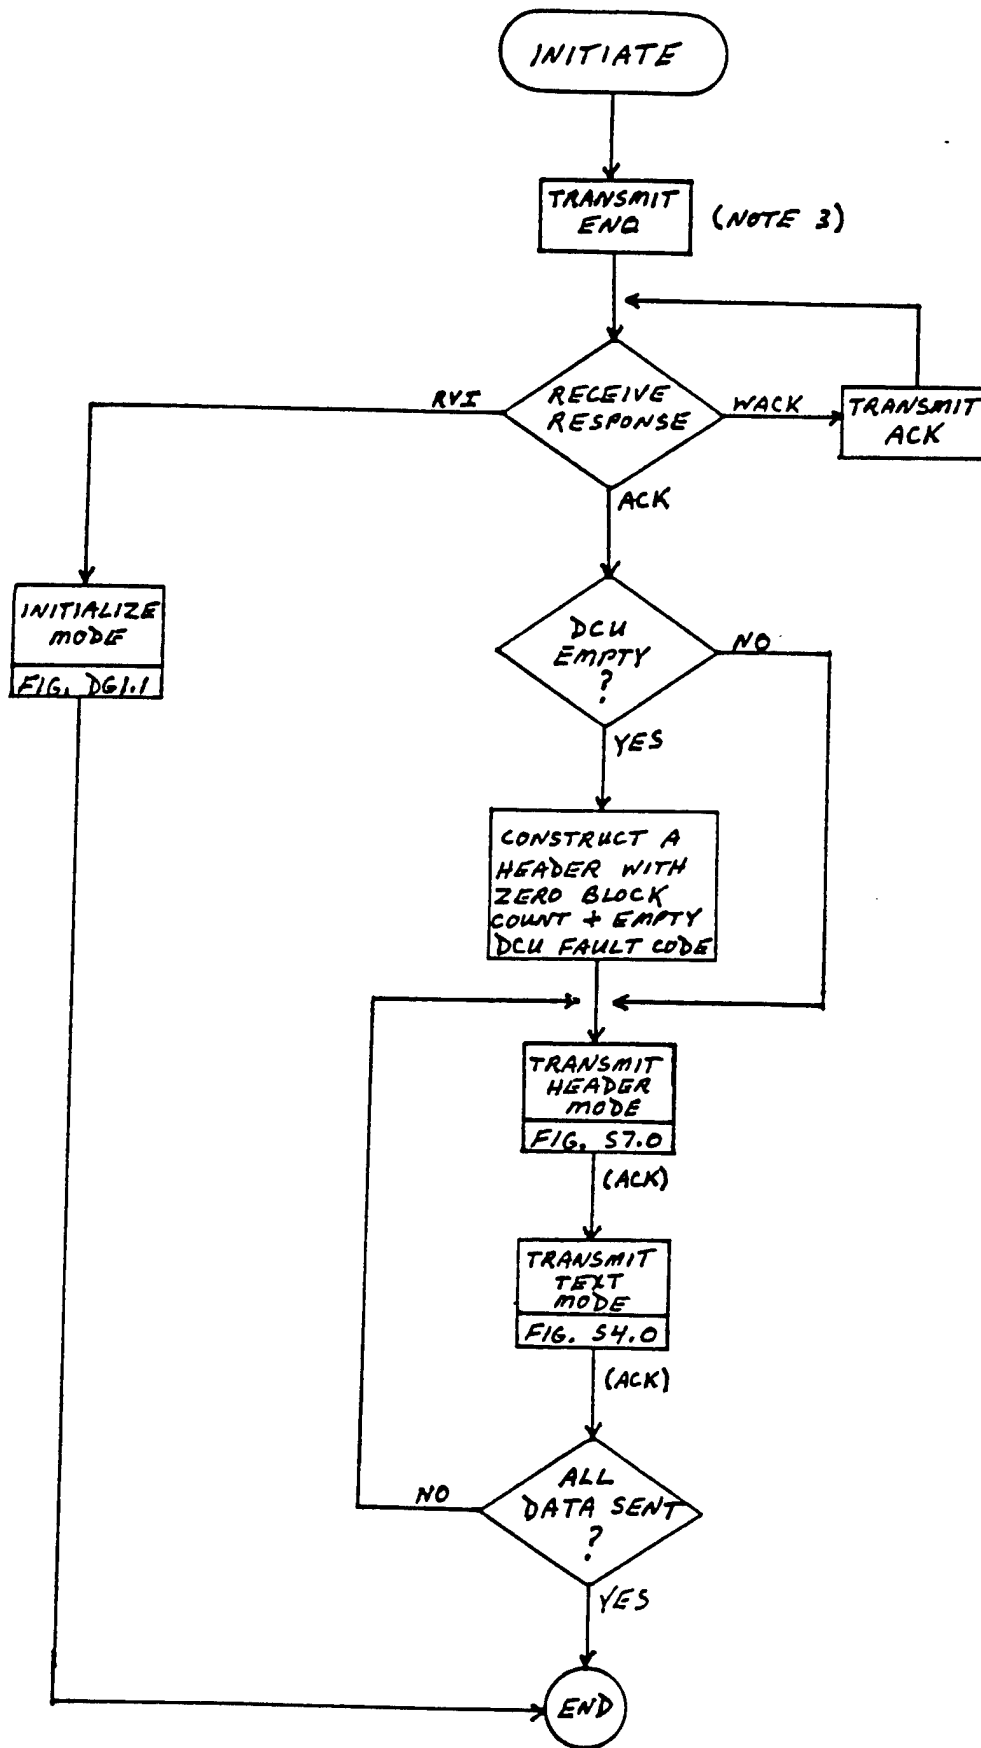 INITIATE
TRANSMIT
ENQ
(NOTE 3)
RVI
RECEIVE
RESPONSE
WACK
TRANSMIT
ACK
ACK
INITIALIZE
MODE
FIG. DG1.1
DCU
EMPTY
?
NO
YES
CONSTRUCT A
HEADER WITH
ZERO BLOCK
COUNT + EMPTY
DCU FAULT CODE
TRANSMIT
HEADER
MODE
FIG. S7.0
(ACK)
TRANSMIT
TEXT
MODE
FIG. S4.0
(ACK)
NO
ALL
DATA SENT
?
YES
END